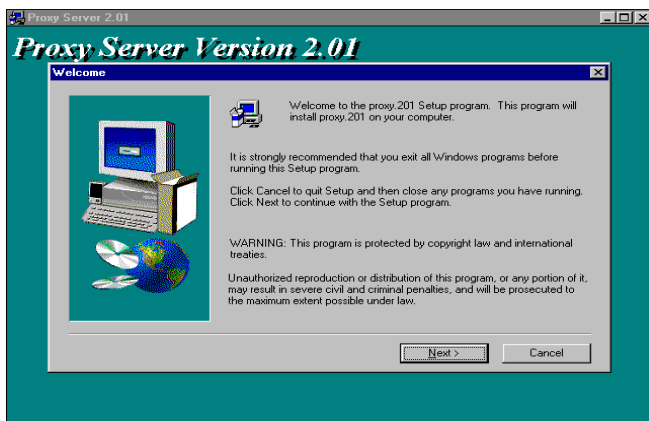 Proxy Server 2.01
Proxy Server Version 2.01
Welcome
Welcome to the proxy.201 Setup program. This program will
install proxy.201 on your computer.
It is strongly recommended that you exit all Windows programs before
running this Setup program.
Click Cancel to quit Setup and then close any programs you have running.
Click Next to continue with the Setup program.
WARNING: This program is protected by copyright law and international
treaties.
Unauthorized reproduction or distribution of this program, or any portion of it,
may result in severe civil and criminal penalties, and will be prosecuted to
the maximum extent possible under law.
Next >
Cancel